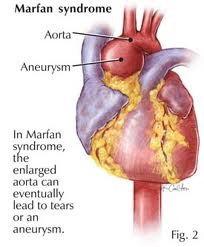 Marfan syndrome
Aorta
Aneurysm
In Marfan
syndrome,
the
enlarged
aorta can
eventually
lead to tears
or an
aneurysm.
Fig. 2